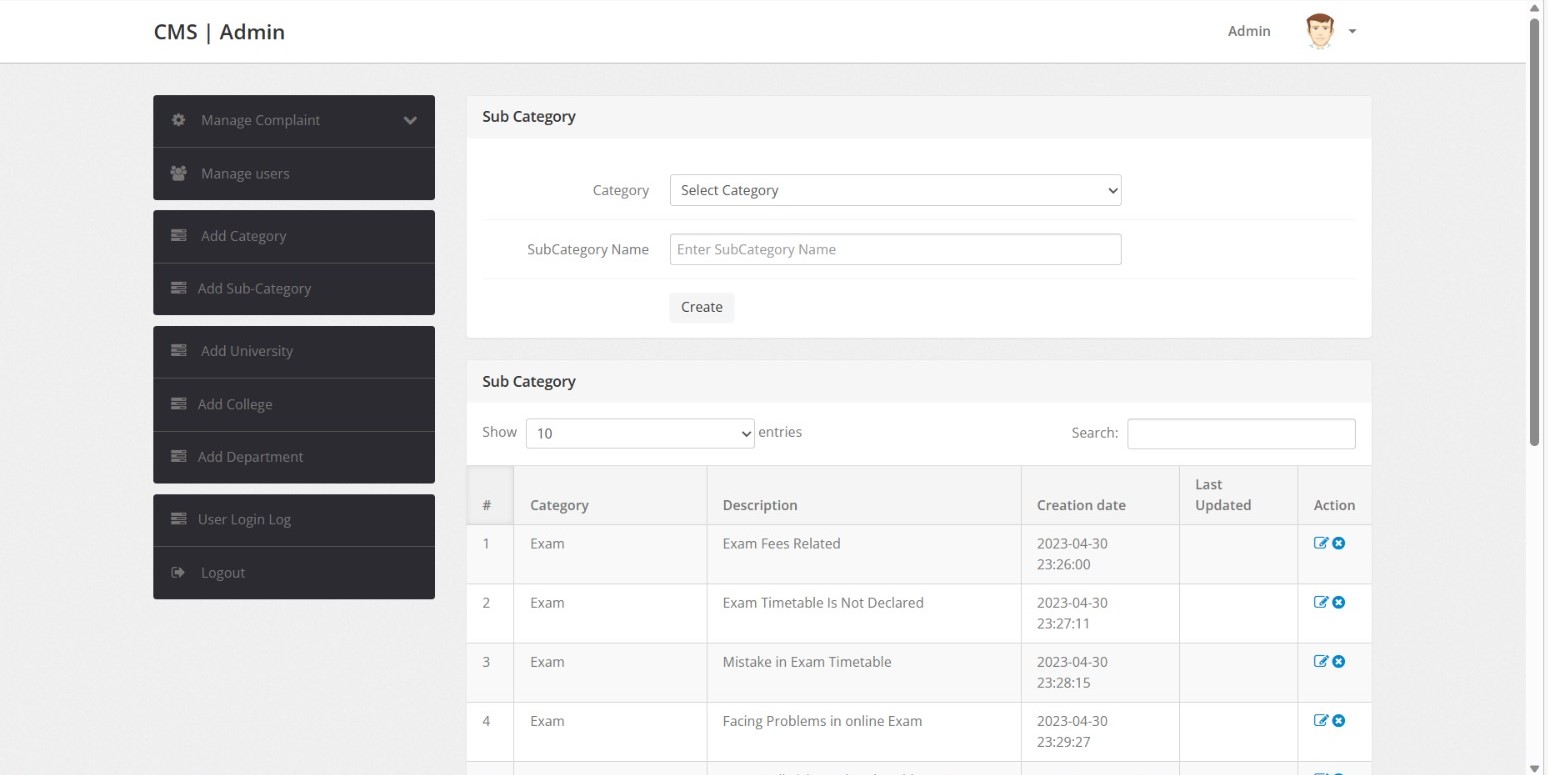 CMS | Admin
Admin
Manage Complaint
Manage users
Add Category
Add Sub-Category
Add University
Add College
Add Department
User Login Log
Logout
Sub Category
Category Select Category
SubCategory Name Enter SubCategory Name
Create
Sub Category
Show 10 entries Search:
# Category Description Creation date Last Updated Action
1 Exam Exam Fees Related 2023-04-30
23:26:00
2 Exam Exam Timetable Is Not Declared 2023-04-30
23:27:11
3 Exam Mistake in Exam Timetable 2023-04-30
23:28:15
4 Exam Facing Problems in online Exam 2023-04-30
23:29:27